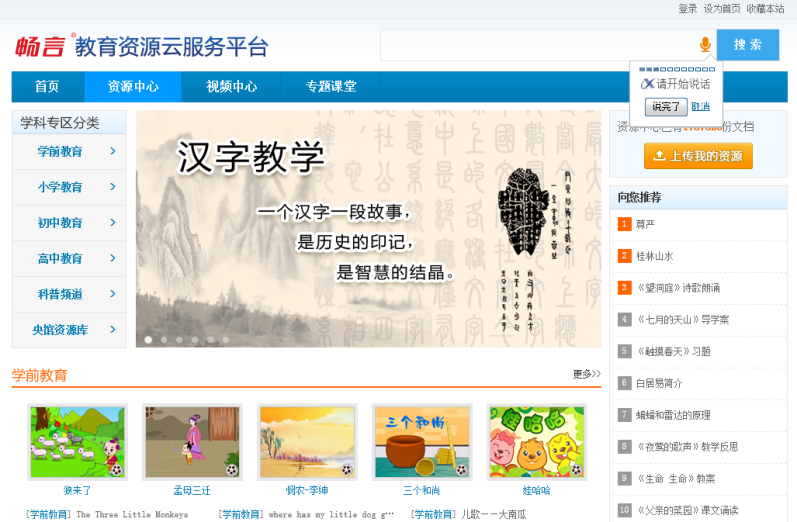 登录 设为首页 收藏本站
畅言 教育资源云服务平台
搜 索
请开始说话
说完了 取消
首页 资源中心 视频中心 专题课堂
学科专区分类
学前教育
小学教育
初中教育
高中教育
科普频道
央馆资源库
汉字教学
一个汉字一段故事，
是历史的印记，
是智慧的结晶。
份文档
上传我的资源
向您推荐
1 尊严
2 桂林山水
3 《望洞庭》诗歌朗诵
4 《七月的天山》导学案
5 《触摸春天》习题
6 白居易简介
7 蝙蝠和雷达的原理
8 《夜莺的歌声》教学反思
9 《生命 生命》教案
10 《父亲的菜园》课文诵读
学前教育 更多>>
三个和尚
娃哈哈
狼来了 孟母三迁 悯农-李绅 三个和尚 娃哈哈
[学前教育] The Three Little Monkeys [学前教育] where has my little dog g… [学前教育] 儿歌——大南瓜